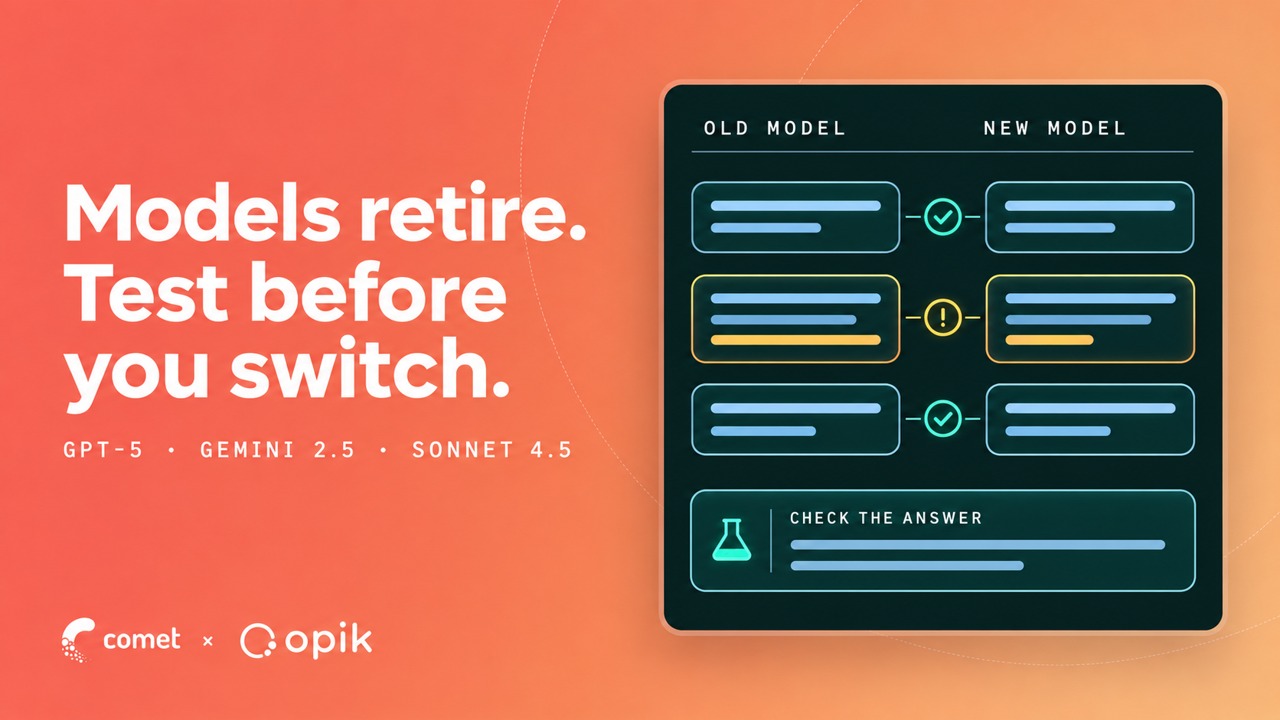 Models retire.
Test before
you switch.
GPT-5 • GEMINI 2.5 • SONNET 4.5
comet × opik
OLD MODEL NEW MODEL
CHECK THE ANSWER